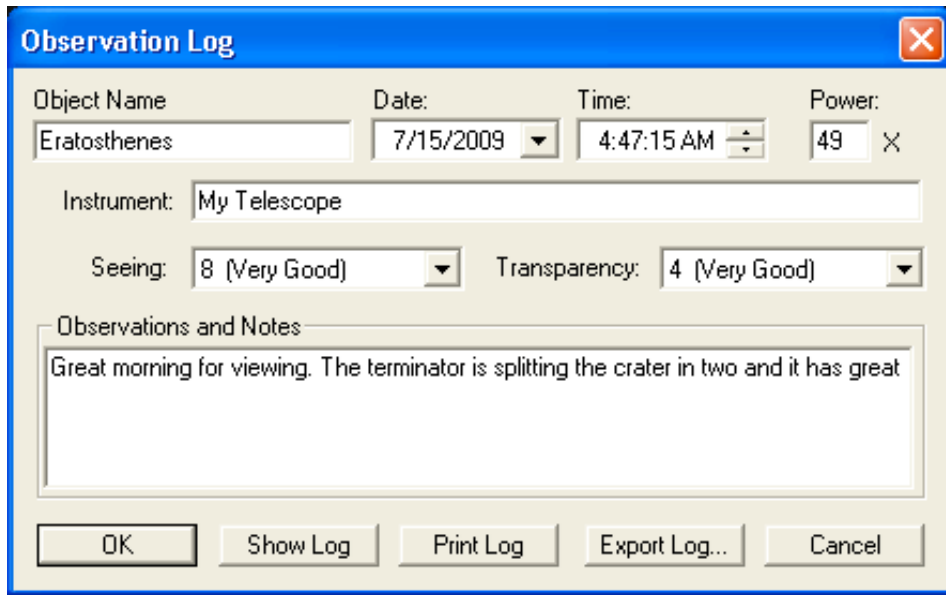 Observation Log
Object Name Date: Time: Power:
Eratosthenes 7/15/2009 4:47:15 AM 49 X
Instrument: My Telescope
Seeing: 8 (Very Good) Transparency: 4 (Very Good)
Observations and Notes
Great morning for viewing. The terminator is splitting the crater in two and it has great
OK Show Log Print Log Export Log... Cancel